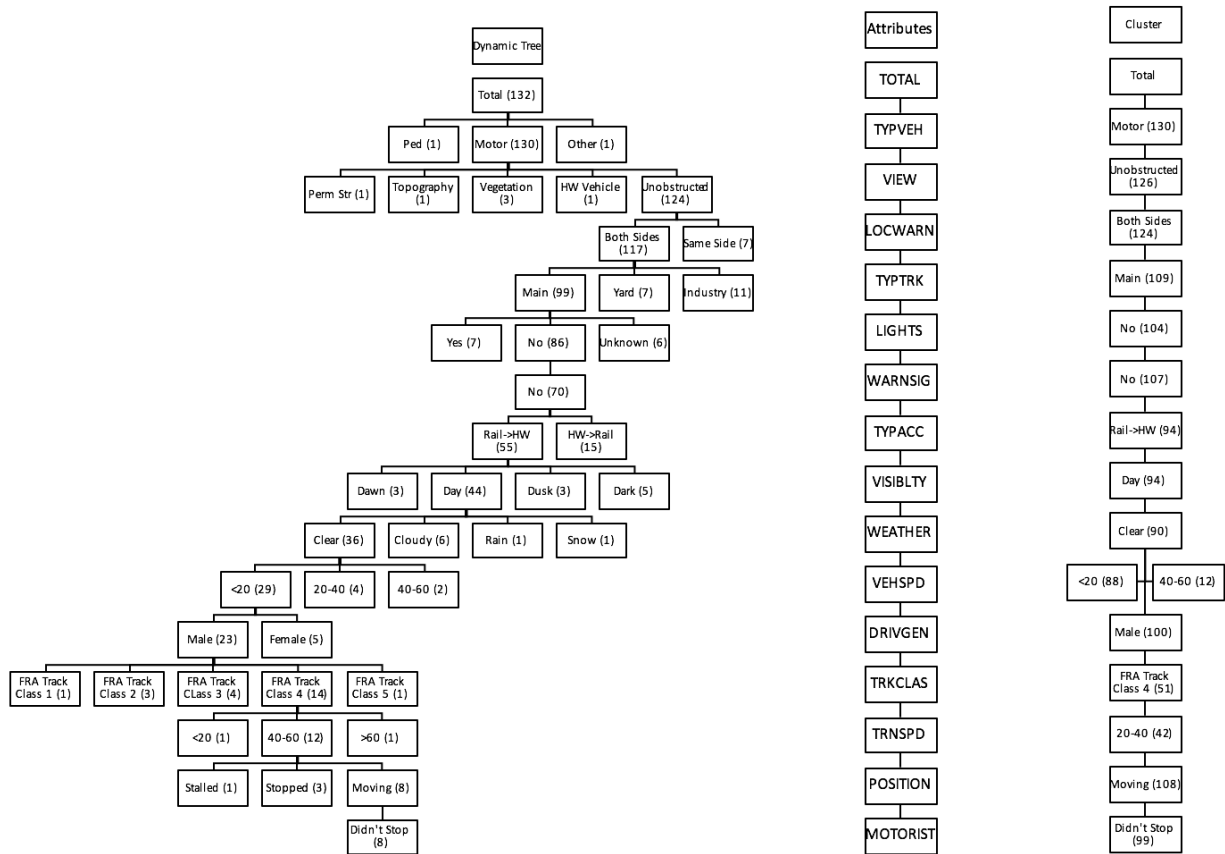 Dynamic Tree
Attributes
Cluster
Total (132)
TOTAL
Total
Ped (1)
Motor (130)
Other (1)
TYPVEH
Motor (130)
Perm Str (1)
Topography
(1)
Vegetation
(3)
HW Vehicle
(1)
Unobstructed
(124)
VIEW
Unobstructed
(126)
Both Sides
(117)
Same Side (7)
LOCWARN
Both Sides
(124)
Main (99)
Yard (7)
Industry (11)
TYPTRK
Main (109)
Yes (7)
No (86)
Unknown (6)
LIGHTS
No (104)
No (70)
WARNSIG
No (107)
Rail->HW
(55)
HW->Rail
(15)
TYPACC
Rail->HW (94)
Dawn (3)
Day (44)
Dusk (3)
Dark (5)
VISIBLTY
Day (94)
Clear (36)
Cloudy (6)
Rain (1)
Snow (1)
WEATHER
Clear (90)
<20 (29)
20-40 (4)
40-60 (2)
VEHSPD
<20 (88)
40-60 (12)
Male (23)
Female (5)
DRIVGEN
Male (100)
FRA Track
Class 1 (1)
FRA Track
Class 2 (3)
FRA Track
CLass 3 (4)
FRA Track
Class 4 (14)
FRA Track
Class 5 (1)
TRKCLAS
FRA Track
Class 4 (51)
<20 (1)
40-60 (12)
>60 (1)
TRNSPD
20-40 (42)
Stalled (1)
Stopped (3)
Moving (8)
POSITION
Moving (108)
Didn't Stop
(8)
MOTORIST
Didn't Stop
(99)